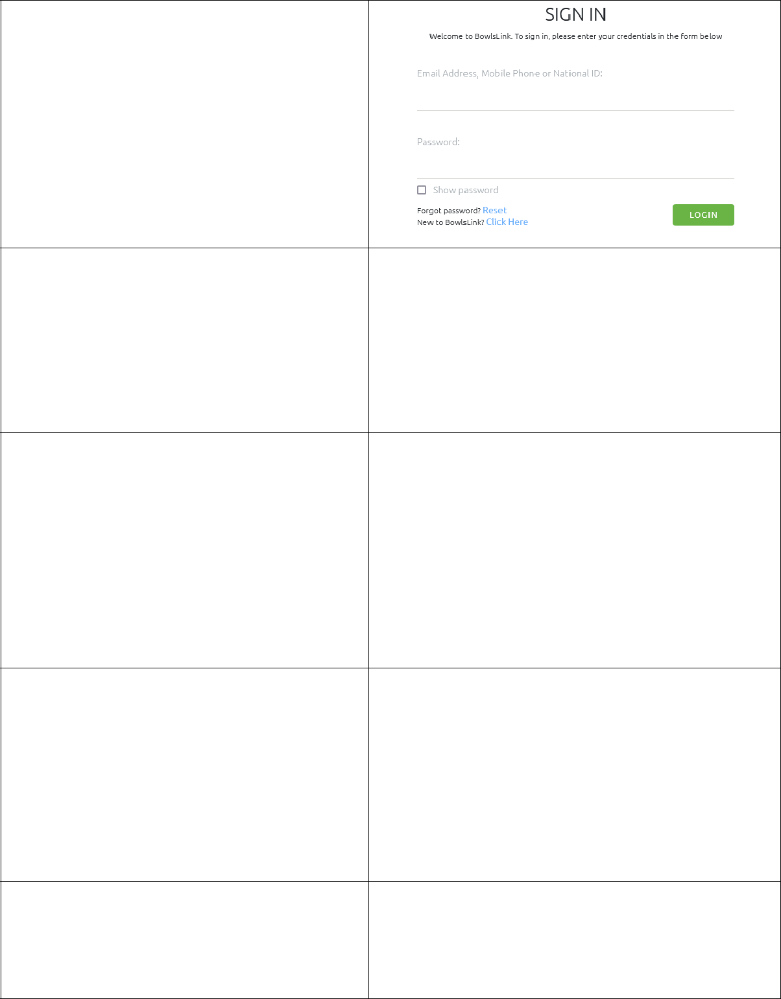 SIGN IN
Welcome to BowlsLink. To sign in, please enter your credentials in the form below
Email Address, Mobile Phone or National ID:
Password:
Show password
Forgot password? Reset
New to BowlsLink? Click Here
LOGIN